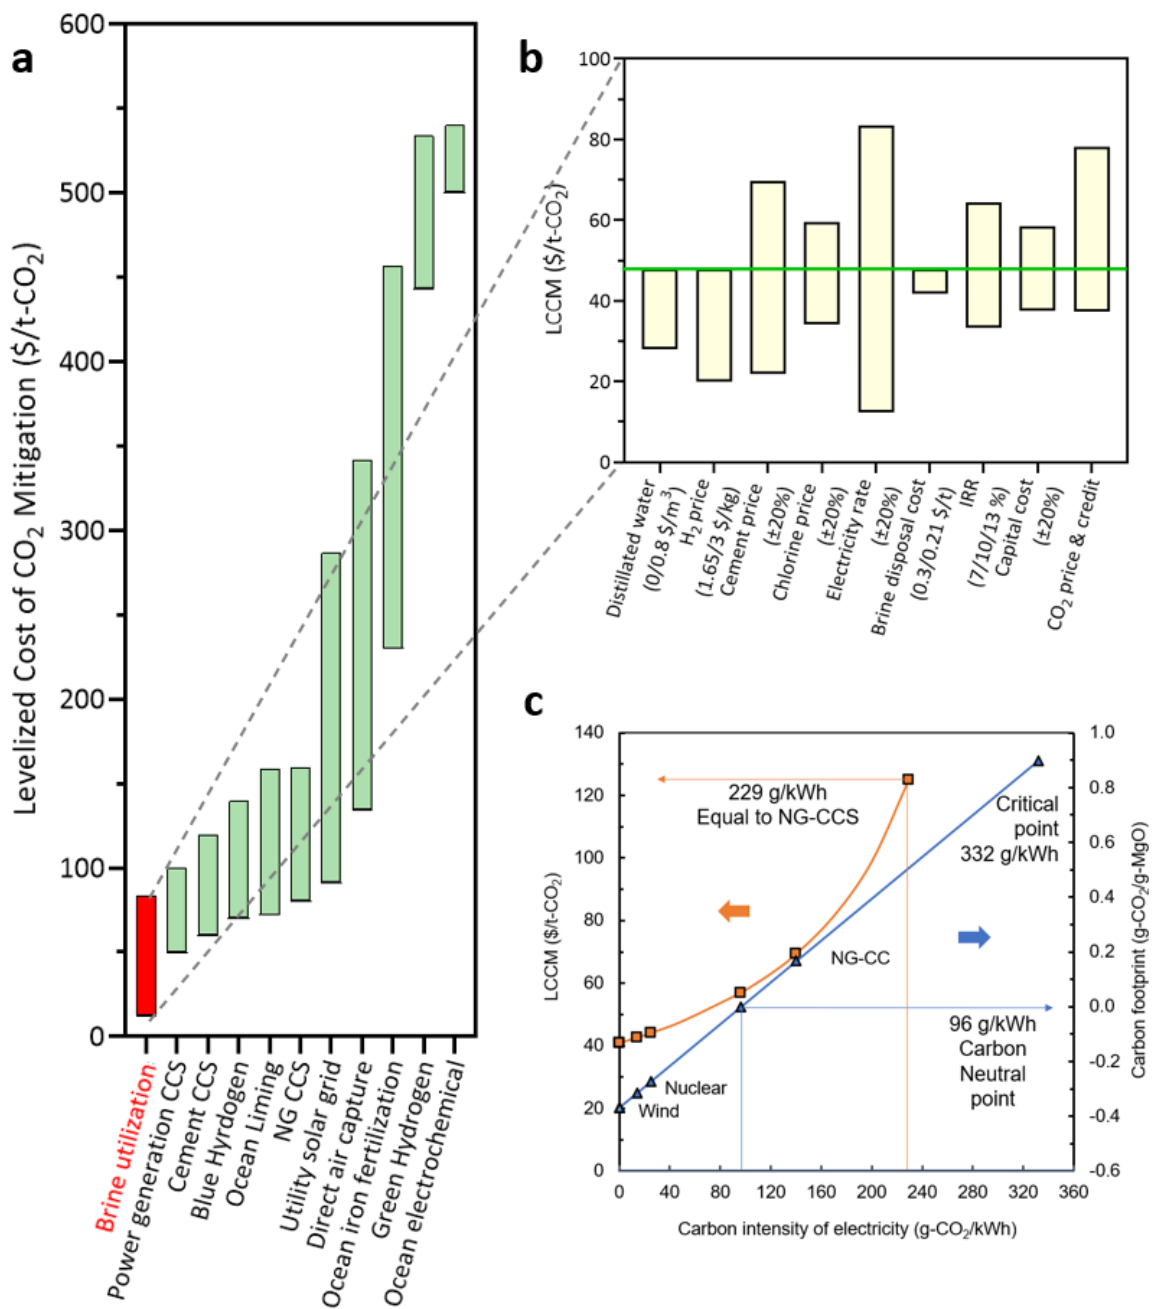 a
Levelized Cost of CO2 Mitigation ($/t-CO2)
600
500
400
300
200
100
0
Brine utilization
Power generation CCS
Cement CCS
Blue Hyrdogen
Ocean Liming
NG CCS
Utility solar grid
Direct air capture
Ocean iron fertilization
Green Hydrogen
Ocean electrochemical
b
LCCM ($/t-CO2)
100
80
60
40
20
0
Distillated water
(0/0.8 $/m3)
H2 price
(1.65/3 $/kg)
Cement price
(±20%)
Chlorine price
(±20%)
Electricity rate
(±20%)
Brine disposal cost
(0.3/0.21 $/t)
IRR
(7/10/13 %)
Capital cost
(±20%)
CO2 price & credit
c
LCCM ($/t-CO2)
140
120
100
80
60
40
20
0
229 g/kWh
Equal to NG-CCS
Critical
point
332 g/kWh
NG-CC
96 g/kWh
Carbon
Neutral
point
Nuclear
Wind
1.0
0.8
0.6
0.4
0.2
0.0
-0.2
-0.4
-0.6
Carbon footprint (g-CO2/g-MgO)
0 40 80 120 160 200 240 280 320 360
Carbon intensity of electricity (g-CO2/kWh)